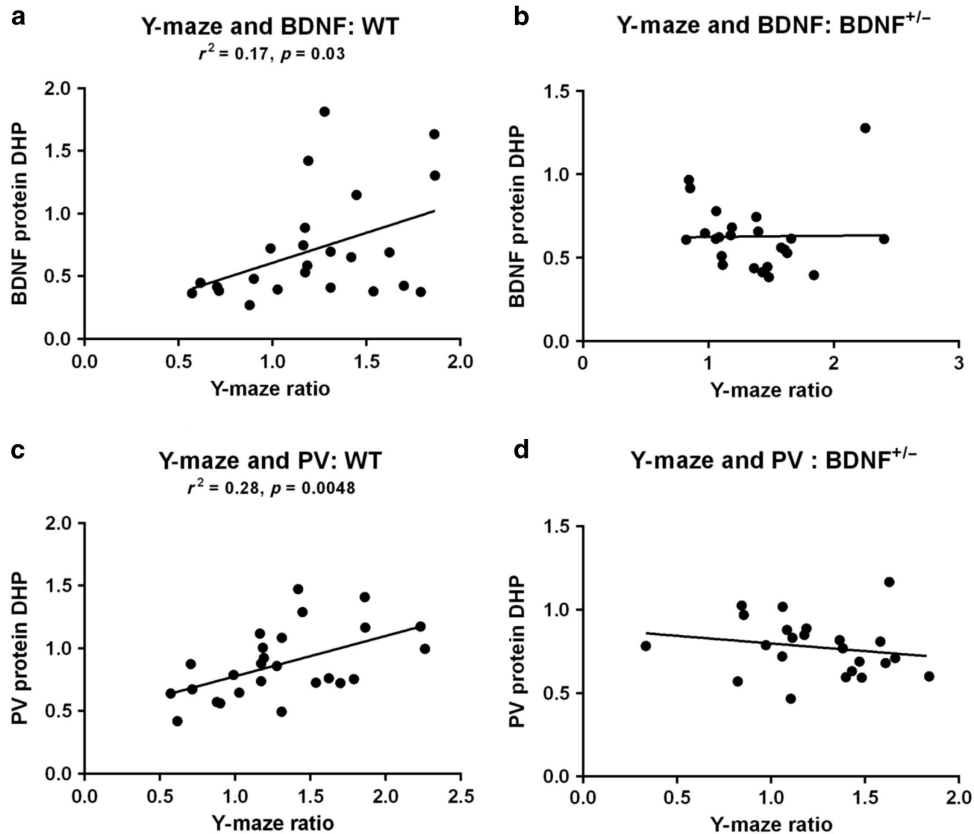 a
Y-maze and BDNF: WT
r² = 0.17, p = 0.03
2.0
1.5
1.0
0.5
0.0
BDNF protein DHP
0.0 0.5 1.0 1.5 2.0
Y-maze ratio
b
Y-maze and BDNF: BDNF⁺/⁻
1.5
1.0
0.5
0.0
BDNF protein DHP
0 1 2 3
Y-maze ratio
c
Y-maze and PV: WT
r² = 0.28, p = 0.0048
2.0
1.5
1.0
0.5
0.0
PV protein DHP
0.0 0.5 1.0 1.5 2.0 2.5
Y-maze ratio
d
Y-maze and PV : BDNF⁺/⁻
1.5
1.0
0.5
0.0
PV protein DHP
0.0 0.5 1.0 1.5 2.0
Y-maze ratio